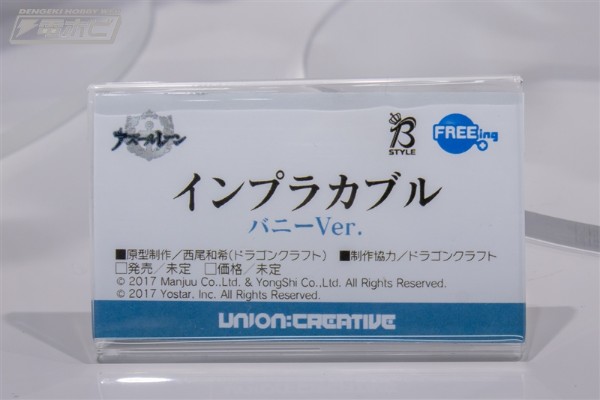 DENGEKI HOBBY WEB
電ホビ
アズールレーン
B
STYLE
FREEing
インプラカブル
バニーVer.
■原型制作／西尾和希(ドラゴンクラフト) ■制作協力／ドラゴンクラフト
□発売／未定 □価格／未定
© 2017 Manjuu Co.,Ltd. & YongShi Co.,Ltd. All Rights Reserved.
© 2017 Yostar, Inc. All Rights Reserved.
UNION:CREATIVE